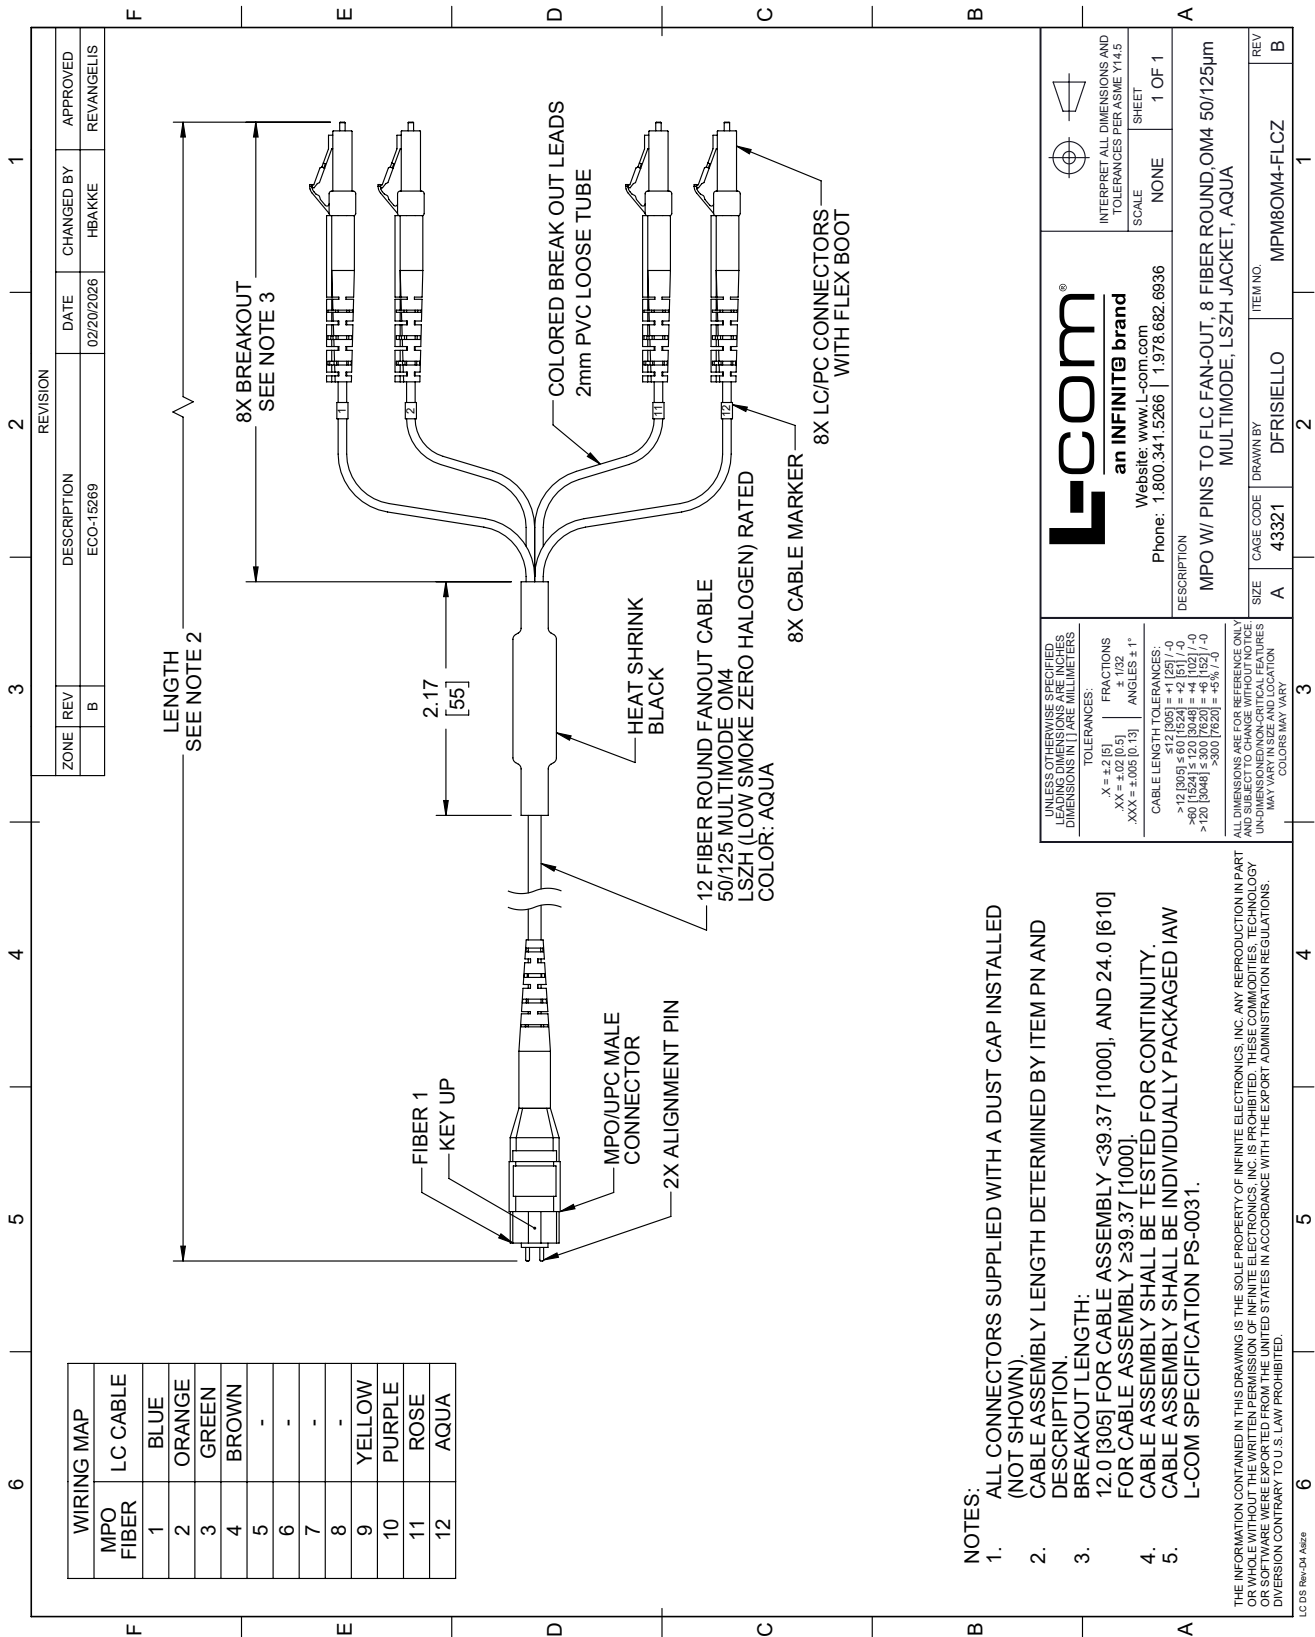 6
5
4
3
2
1
F
E
D
C
B
A
WIRING MAP
MPO FIBER | LC CABLE
1 | BLUE
2 | ORANGE
3 | GREEN
4 | BROWN
5 | -
6 | -
7 | -
8 | -
9 | YELLOW
10 | PURPLE
11 | ROSE
12 | AQUA
REVISION
ZONE | REV | DESCRIPTION | DATE | CHANGED BY | APPROVED
B | ECO-15269 | 02/20/2026 | HBAKKE | REVANGELIS
LENGTH
SEE NOTE 2
8X BREAKOUT
SEE NOTE 3
2.17
[55]
FIBER 1
KEY UP
MPO/UPC MALE
CONNECTOR
2X ALIGNMENT PIN
HEAT SHRINK
BLACK
12 FIBER ROUND FANOUT CABLE
50/125 MULTIMODE OM4
LSZH (LOW SMOKE ZERO HALOGEN) RATED
COLOR: AQUA
1
2
11
12
COLORED BREAK OUT LEADS
2mm PVC LOOSE TUBE
8X CABLE MARKER
8X LC/PC CONNECTORS
WITH FLEX BOOT
NOTES:
1. ALL CONNECTORS SUPPLIED WITH A DUST CAP INSTALLED
(NOT SHOWN).
2. CABLE ASSEMBLY LENGTH DETERMINED BY ITEM PN AND
DESCRIPTION.
3. BREAKOUT LENGTH:
12.0 [305] FOR CABLE ASSEMBLY <39.37 [1000], AND 24.0 [610]
FOR CABLE ASSEMBLY ≥39.37 [1000].
4. CABLE ASSEMBLY SHALL BE TESTED FOR CONTINUITY.
5. CABLE ASSEMBLY SHALL BE INDIVIDUALLY PACKAGED IAW
L-COM SPECIFICATION PS-0031.
THE INFORMATION CONTAINED IN THIS DRAWING IS THE SOLE PROPERTY OF INFINITE ELECTRONICS, INC. ANY REPRODUCTION IN PART
OR WHOLE WITHOUT THE WRITTEN PERMISSION OF INFINITE ELECTRONICS, INC. IS PROHIBITED. THESE COMMODITIES, TECHNOLOGY
OR SOFTWARE WERE EXPORTED FROM THE UNITED STATES IN ACCORDANCE WITH THE EXPORT ADMINISTRATION REGULATIONS.
DIVERSION CONTRARY TO U.S. LAW PROHIBITED.
UNLESS OTHERWISE SPECIFIED
LEADING DIMENSIONS ARE INCHES
DIMENSIONS IN [ ] ARE MILLIMETERS
TOLERANCES:
.X = ±.2 [5] FRACTIONS
.XX = ±.02 [0.5] ± 1/32
.XXX = ±.005 [0.13] ANGLES ± 1°
CABLE LENGTH TOLERANCES:
≤12 [305] = +1 [25] / -0
>12 [305] ≤ 60 [1524] = +2 [51] / -0
>60 [1524] ≤ 120 [3048] = +4 [102] / -0
>120 [3048] ≤ 300 [7620] = +6 [152] / -0
>300 [7620] = +5% / -0
ALL DIMENSIONS ARE FOR REFERENCE ONLY
AND SUBJECT TO CHANGE WITHOUT NOTICE.
UN-DIMENSIONED/NON-CRITICAL FEATURES
MAY VARY IN SIZE AND LOCATION
COLORS MAY VARY
L-com®
an INFINITE brand
Website: www.L-com.com
Phone: 1.800.341.5266 | 1.978.682.6936
INTERPRET ALL DIMENSIONS AND
TOLERANCES PER ASME Y14.5
SCALE NONE
SHEET 1 OF 1
DESCRIPTION
MPO W/ PINS TO FLC FAN-OUT, 8 FIBER ROUND,OM4 50/125µm
MULTIMODE, LSZH JACKET, AQUA
SIZE A
CAGE CODE 43321
DRAWN BY DFRISIELLO
ITEM NO. MPM8OM4-FLCZ
REV B
F
E
D
C
B
A
6
5
4
3
2
1
LC DS Rev-D4 Asize